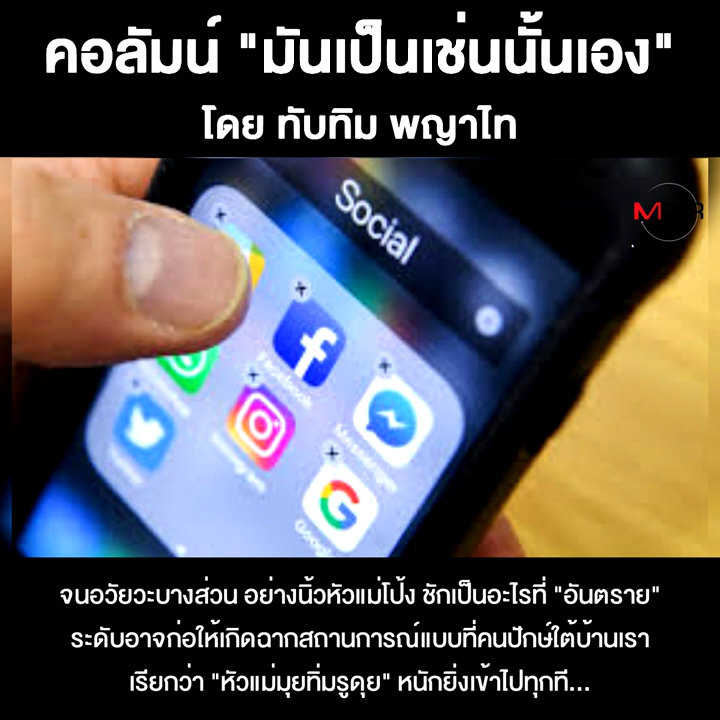 คอลัมน์ "มันเป็นเช่นนั้นเอง"
โดย ทับทิม พญาไท
Social
Facebook
Messenger
Instagram
จนอวัยวะบางส่วน อย่างนิ้วหัวแม่โป้ง ชักเป็นอะไรที่ "อันตราย"
ระดับอาจก่อให้เกิดฉากสถานการณ์แบบที่คนปักษ์ใต้บ้านเรา
เรียกว่า "หัวแม่มุยทิ่มรูดุย" หนักยิ่งเข้าไปทุกที...